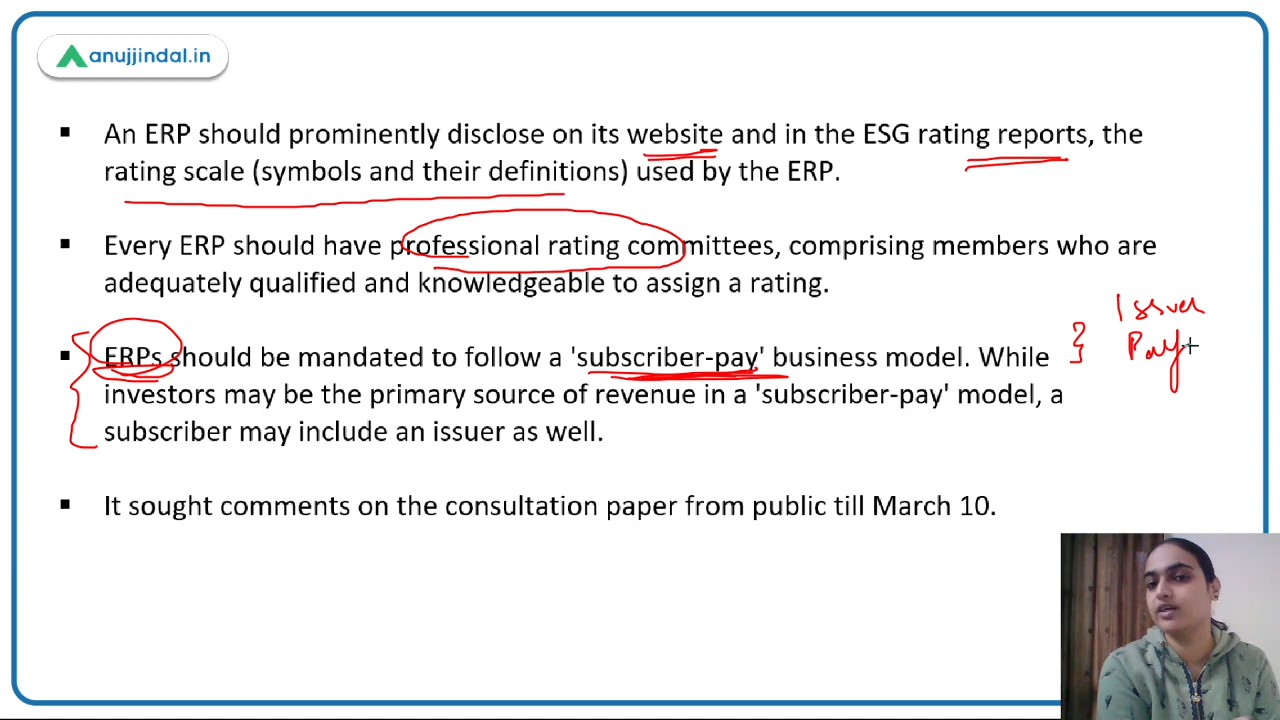 anujjindal.in
▪ An ERP should prominently disclose on its website and in the ESG rating reports, the
rating scale (symbols and their definitions) used by the ERP.
▪ Every ERP should have professional rating committees, comprising members who are
adequately qualified and knowledgeable to assign a rating.
▪ ERPs should be mandated to follow a 'subscriber-pay' business model. While
investors may be the primary source of revenue in a 'subscriber-pay' model, a
subscriber may include an issuer as well.
Issuer
Pay
▪ It sought comments on the consultation paper from public till March 10.